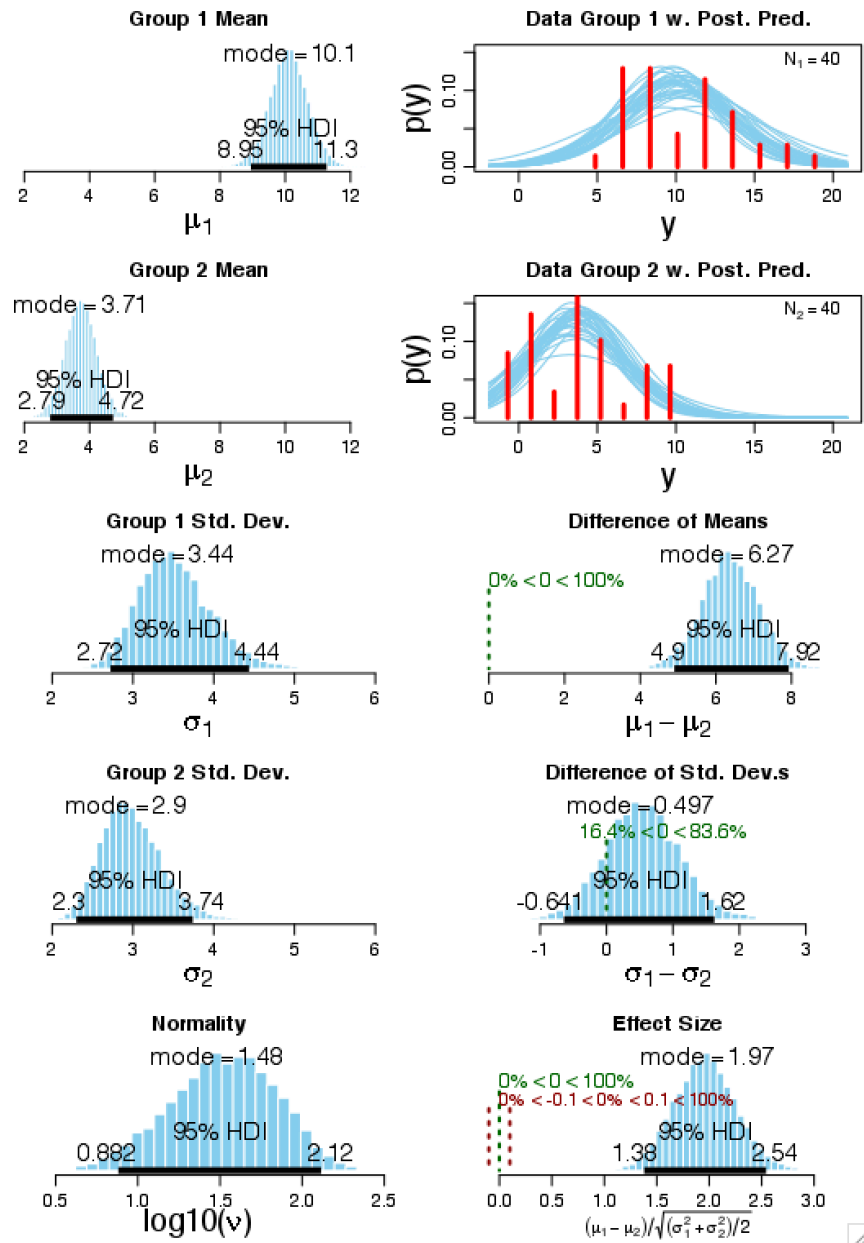 Group 1 Mean
mode = 10.1
95% HDI
8.95 11.3
2 4 6 8 10 12
μ1
Data Group 1 w. Post. Pred.
N1 = 40
p(y)
0.00 0.10
0 5 10 15 20
y
Group 2 Mean
mode = 3.71
95% HDI
2.79 4.72
2 4 6 8 10 12
μ2
Data Group 2 w. Post. Pred.
N2 = 40
p(y)
0.00 0.10
0 5 10 15 20
y
Group 1 Std. Dev.
mode = 3.44
95% HDI
2.72 4.44
2 3 4 5 6
σ1
Difference of Means
mode = 6.27
0% < 0 < 100%
95% HDI
4.9 7.92
0 2 4 6 8
μ1 − μ2
Group 2 Std. Dev.
mode = 2.9
95% HDI
2.3 3.74
2 3 4 5 6
σ2
Difference of Std. Dev.s
mode = 0.497
16.4% < 0 < 83.6%
95% HDI
-0.641 1.62
-1 0 1 2 3
σ1 − σ2
Normality
mode = 1.48
95% HDI
0.882 2.12
0.5 1.0 1.5 2.0 2.5
log10(ν)
Effect Size
mode = 1.97
0% < 0 < 100%
0% < -0.1 < 0% < 0.1 < 100%
95% HDI
1.38 2.54
0.0 0.5 1.0 1.5 2.0 2.5 3.0
(μ1 − μ2)/√(σ1² + σ2²)/2